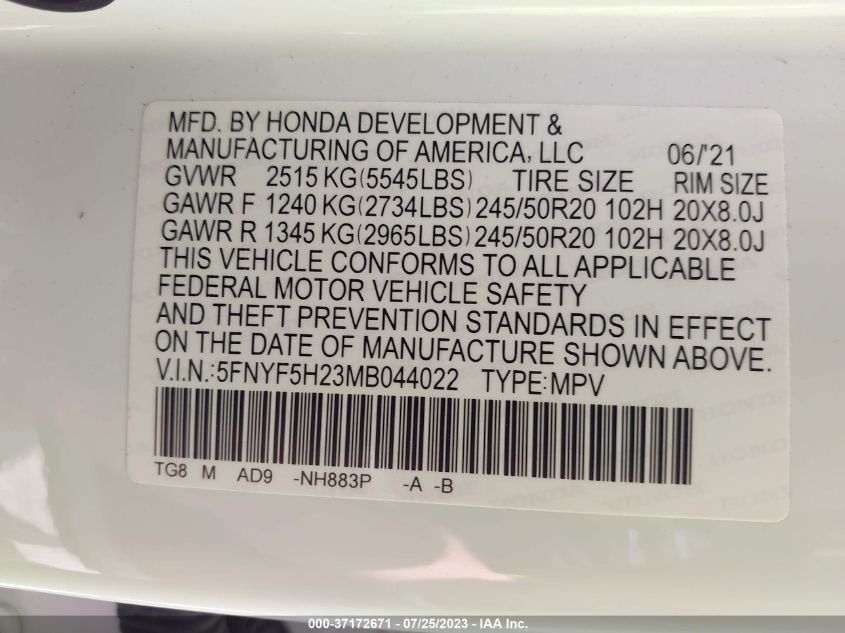 MFD. BY HONDA DEVELOPMENT &
MANUFACTURING OF AMERICA, LLC 06/'21
GVWR 2515 KG(5545LBS) TIRE SIZE RIM SIZE
GAWR F 1240 KG(2734LBS) 245/50R20 102H 20X8.0J
GAWR R 1345 KG(2965LBS) 245/50R20 102H 20X8.0J
THIS VEHICLE CONFORMS TO ALL APPLICABLE
FEDERAL MOTOR VEHICLE SAFETY
AND THEFT PREVENTION STANDARDS IN EFFECT
ON THE DATE OF MANUFACTURE SHOWN ABOVE.
V.I.N.:5FNYF5H23MB044022 TYPE:MPV
TG8 M AD9 -NH883P -A -B
000-37172671 - 07/25/2023 - IAA Inc.